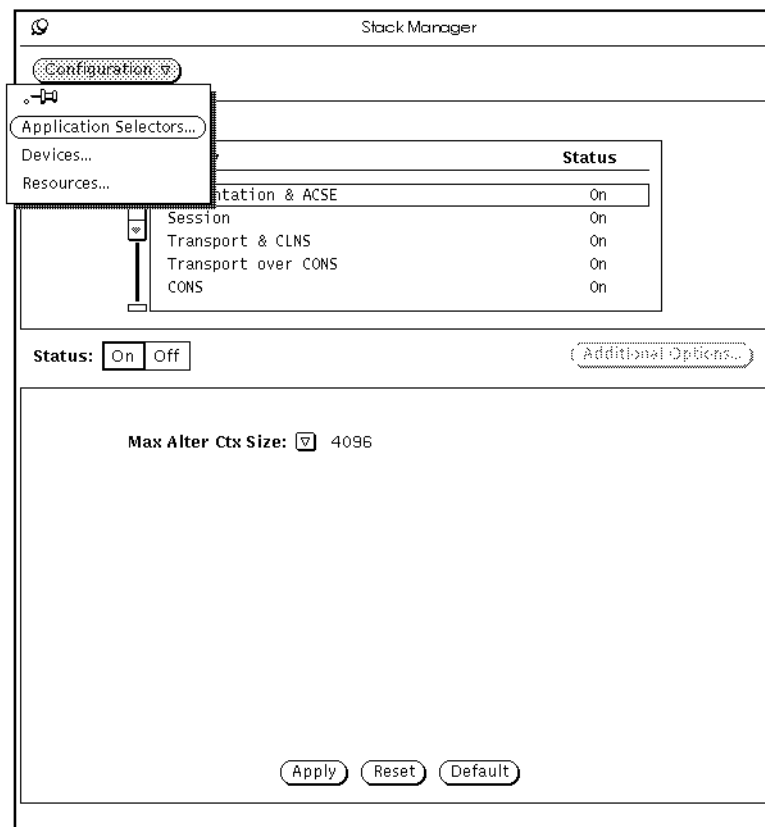 Stack Manager
Configuration
Application Selectors...
Devices...
Resources...
Status
ntation & ACSE On
Session On
Transport & CLNS On
Transport over CONS On
CONS On
Status: On Off
Additional Options...
Max Alter Ctx Size: 4096
Apply Reset Default